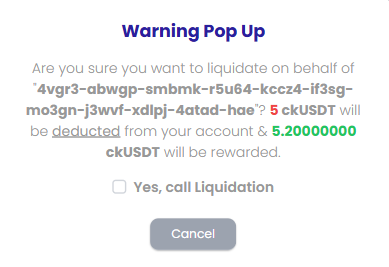 Warning Pop Up
Are you sure you want to liquidate on behalf of
"4vgr3-abwgp-smbmk-r5u64-kccz4-if3sg-
mo3gn-j3wvf-xdlpj-4atad-hae"? 5 ckUSDT will
be deducted from your account & 5.20000000
ckUSDT will be rewarded.
Yes, call Liquidation
Cancel